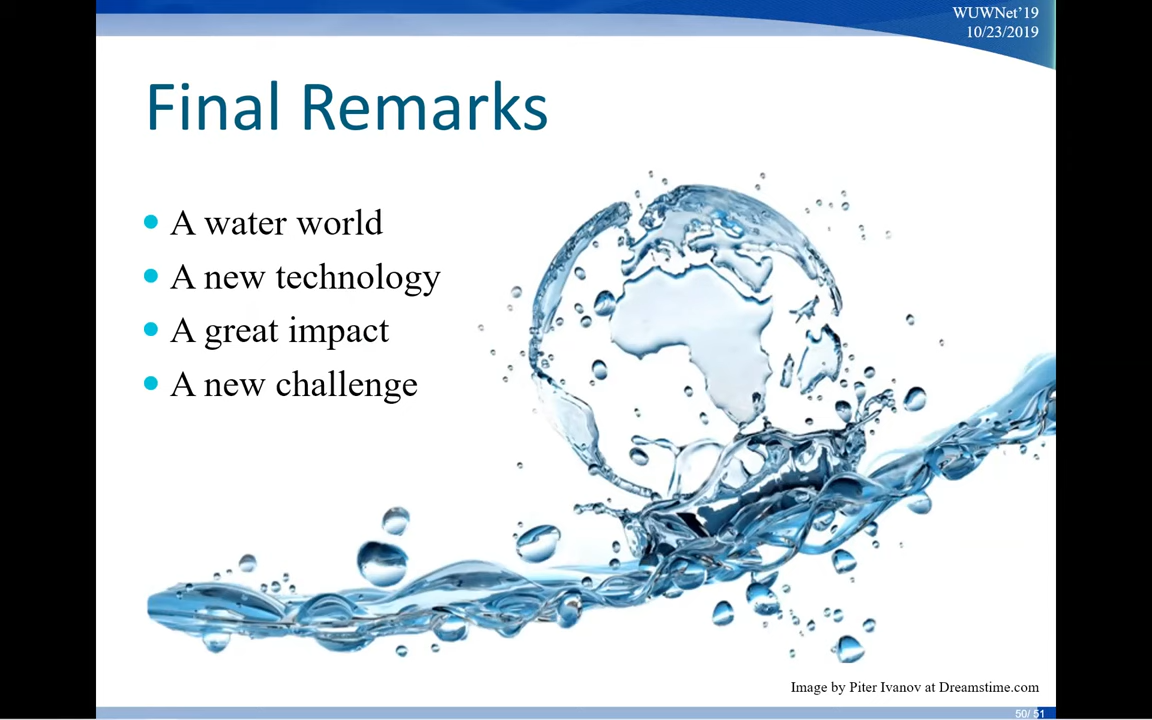 WUWNet’19
10/23/2019
Final Remarks
A water world
A new technology
A great impact
A new challenge
Image by Piter Ivanov at Dreamstime.com
50/ 51